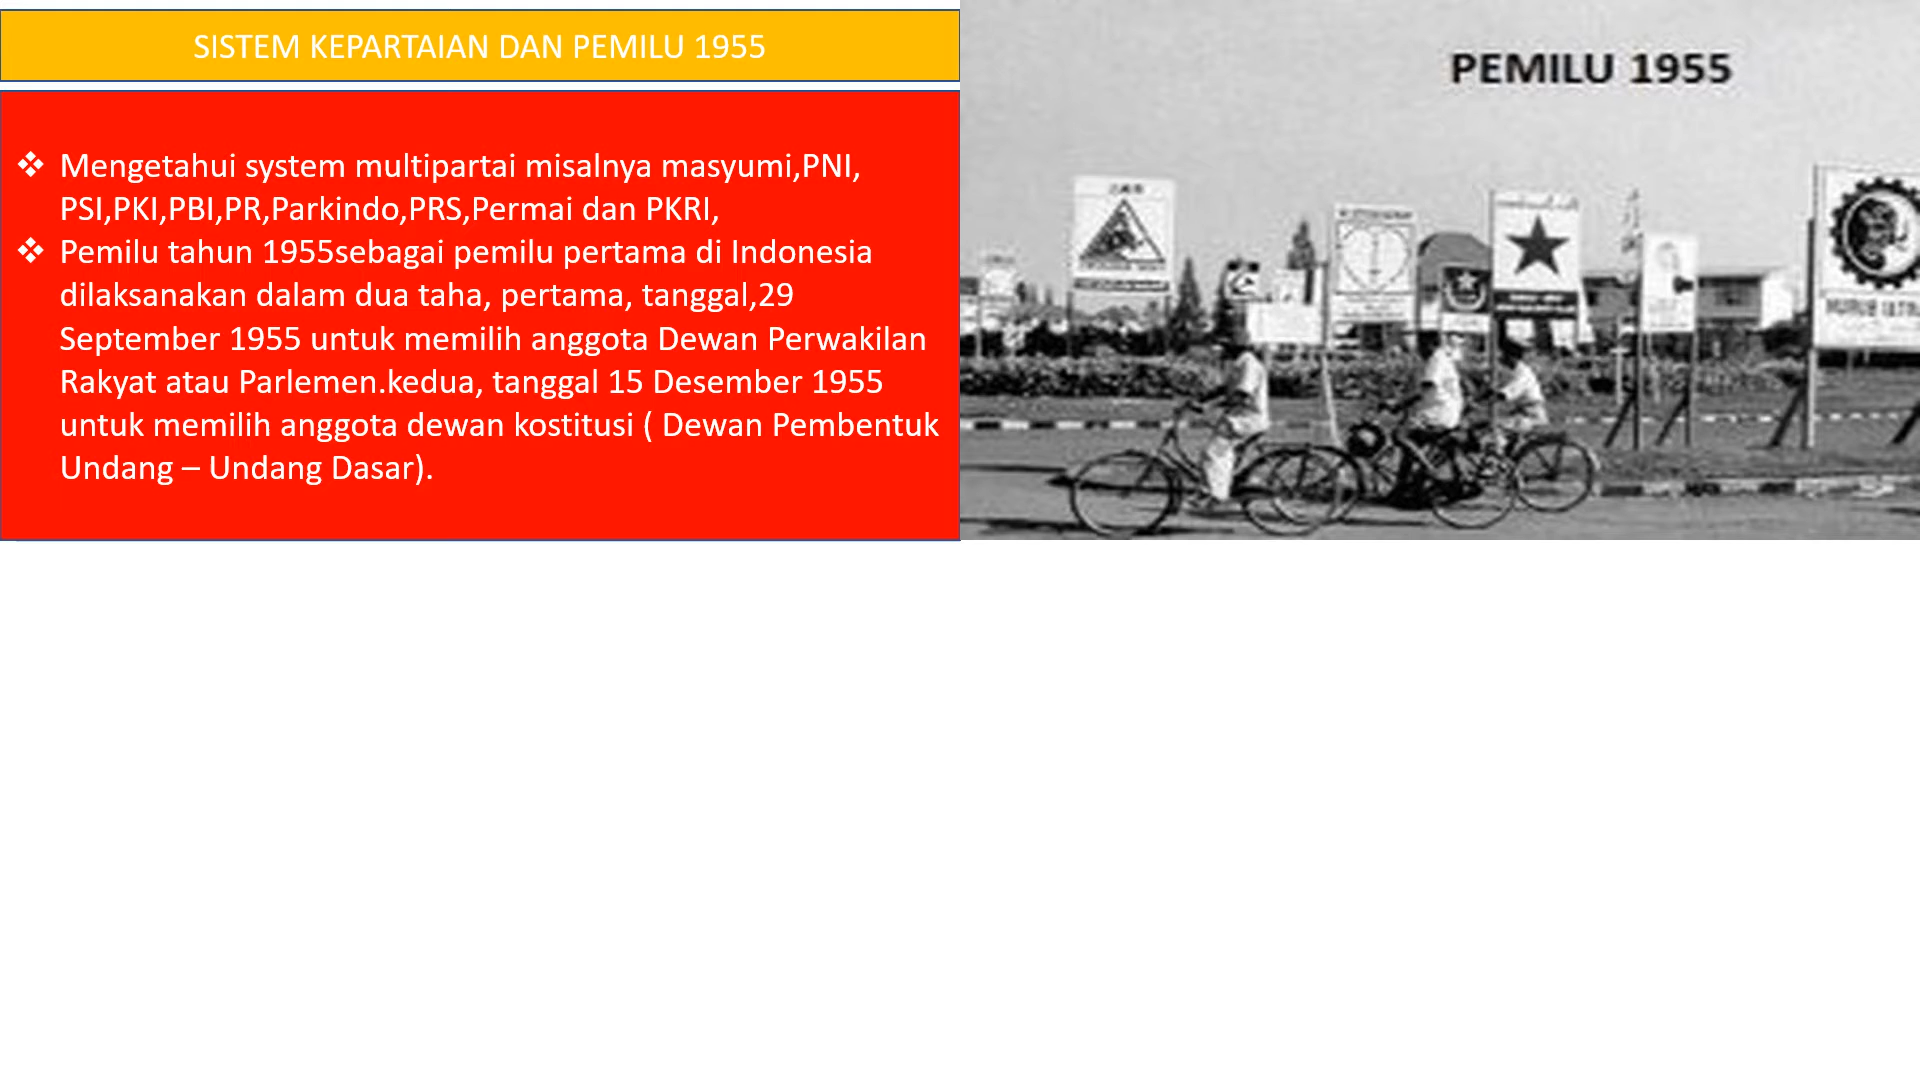 SISTEM KEPARTAIAN DAN PEMILU 1955
❖ Mengetahui system multipartai misalnya masyumi,PNI,
PSI,PKI,PBI,PR,Parkindo,PRS,Permai dan PKRI,
❖ Pemilu tahun 1955sebagai pemilu pertama di Indonesia
dilaksanakan dalam dua taha, pertama, tanggal,29
September 1955 untuk memilih anggota Dewan Perwakilan
Rakyat atau Parlemen.kedua, tanggal 15 Desember 1955
untuk memilih anggota dewan kostitusi ( Dewan Pembentuk
Undang – Undang Dasar).
PEMILU 1955